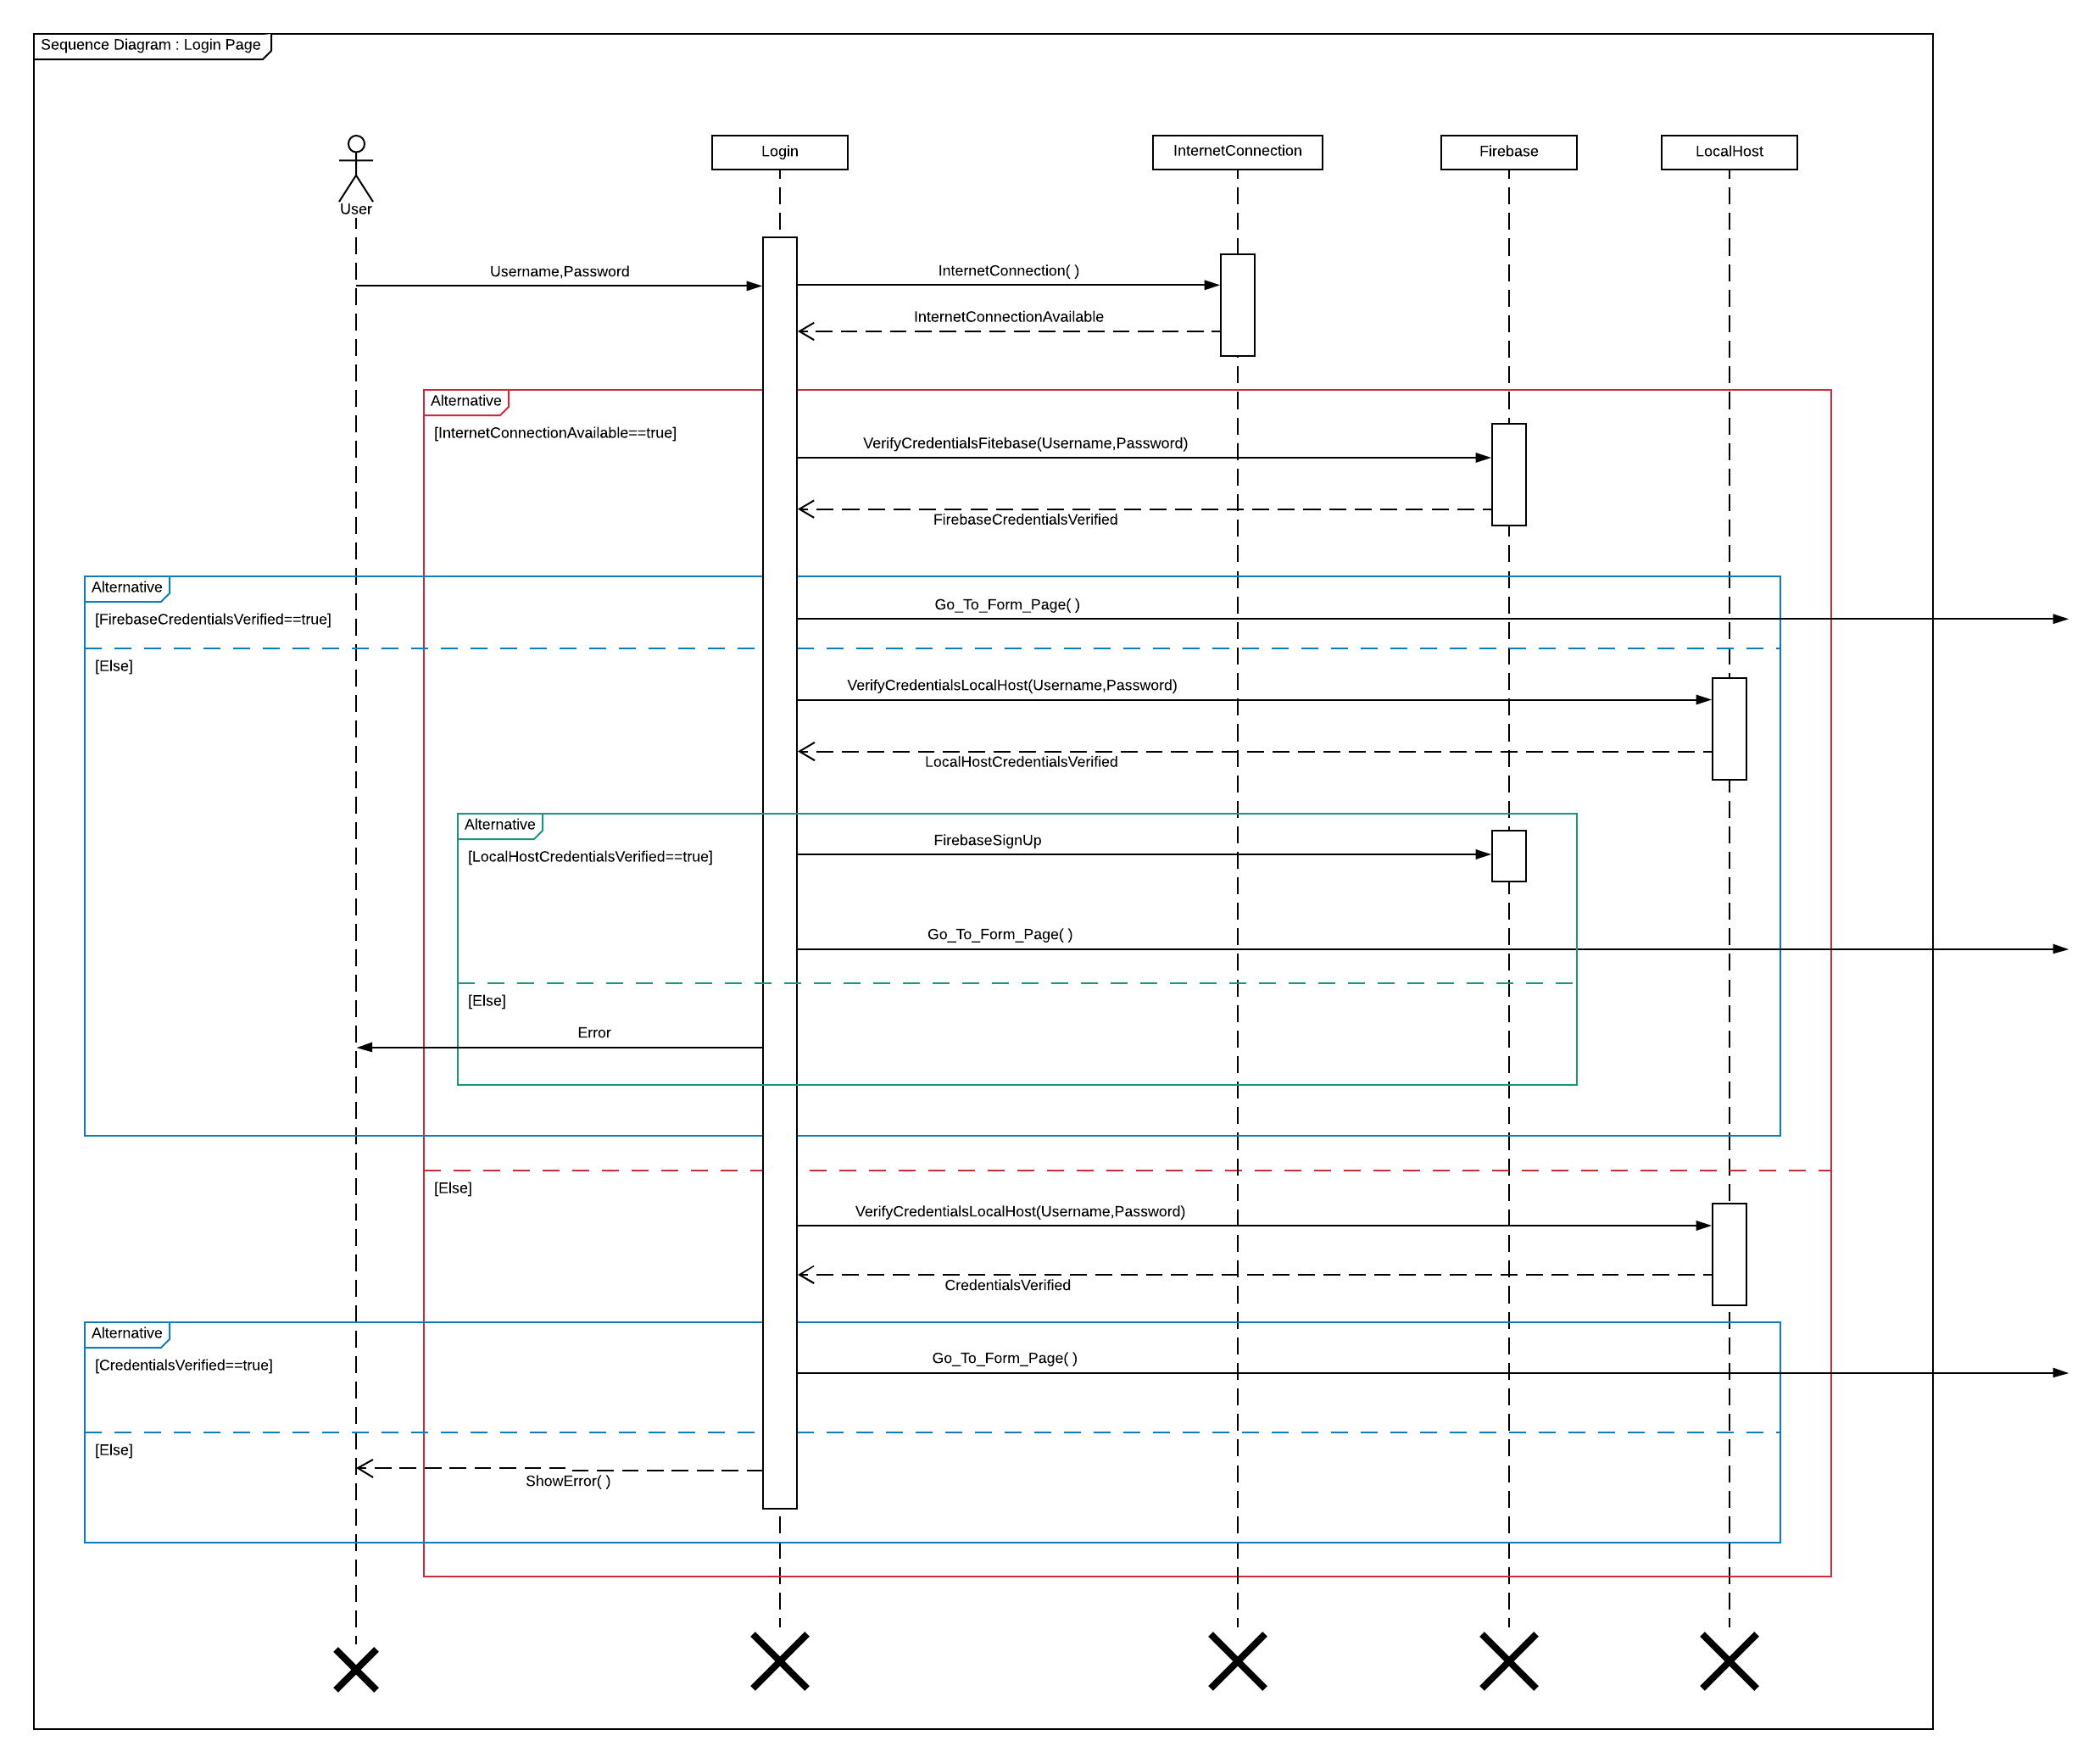 Sequence Diagram : Login Page
User
Login
InternetConnection
Firebase
LocalHost
Username,Password
InternetConnection( )
InternetConnectionAvailable
Alternative
[InternetConnectionAvailable==true]
VerifyCredentialsFitebase(Username,Password)
FirebaseCredentialsVerified
Alternative
[FirebaseCredentialsVerified==true]
Go_To_Form_Page( )
[Else]
VerifyCredentialsLocalHost(Username,Password)
LocalHostCredentialsVerified
Alternative
[LocalHostCredentialsVerified==true]
FirebaseSignUp
Go_To_Form_Page( )
[Else]
Error
[Else]
VerifyCredentialsLocalHost(Username,Password)
CredentialsVerified
Alternative
[CredentialsVerified==true]
Go_To_Form_Page( )
[Else]
ShowError( )